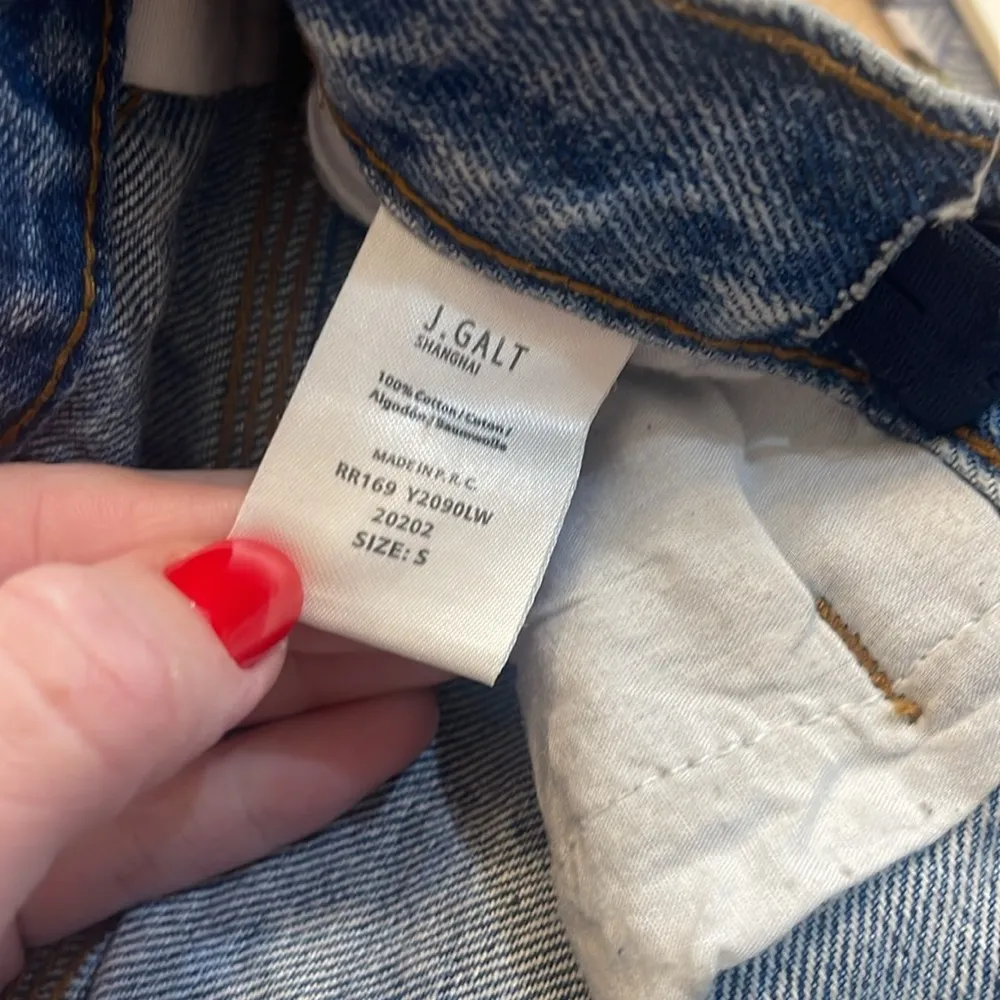 J.GALT
SHANGHAI
100% Cotton / Coton /
Algodón / Baumwolle
MADE IN P. R. C.
RR169 Y2090LW
20202
SIZE: S